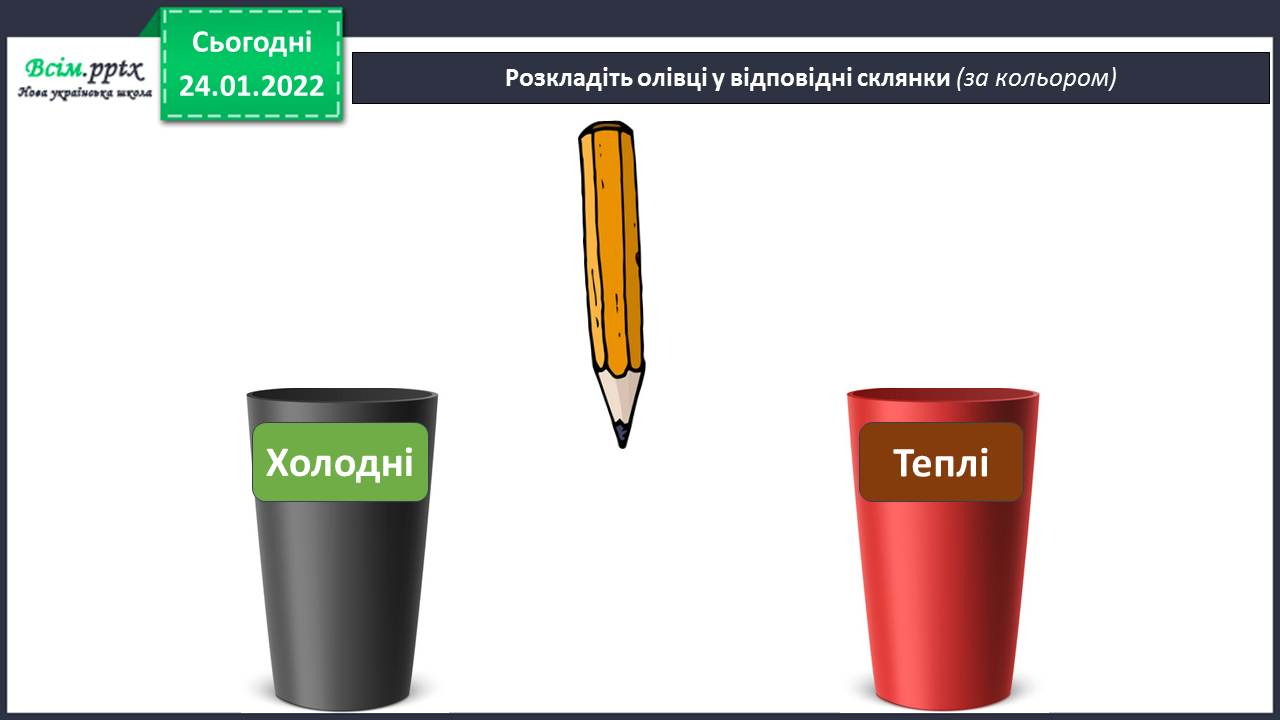 Всім.pptx
Нова українська школа
Сьогодні
24.01.2022
Розкладіть олівці у відповідні склянки (за кольором)
Холодні
Теплі